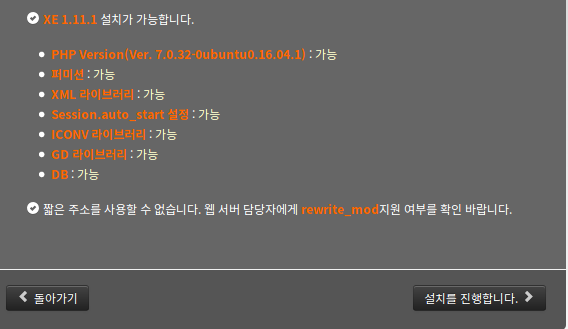 XE 1.11.1 설치가 가능합니다.
PHP Version(Ver. 7.0.32-0ubuntu0.16.04.1) : 가능
퍼미션 : 가능
XML 라이브러리 : 가능
Session.auto_start 설정 : 가능
ICONV 라이브러리 : 가능
GD 라이브러리 : 가능
DB : 가능
짧은 주소를 사용할 수 없습니다. 웹 서버 담당자에게 rewrite_mod지원 여부를 확인 바랍니다.
돌아가기
설치를 진행합니다.